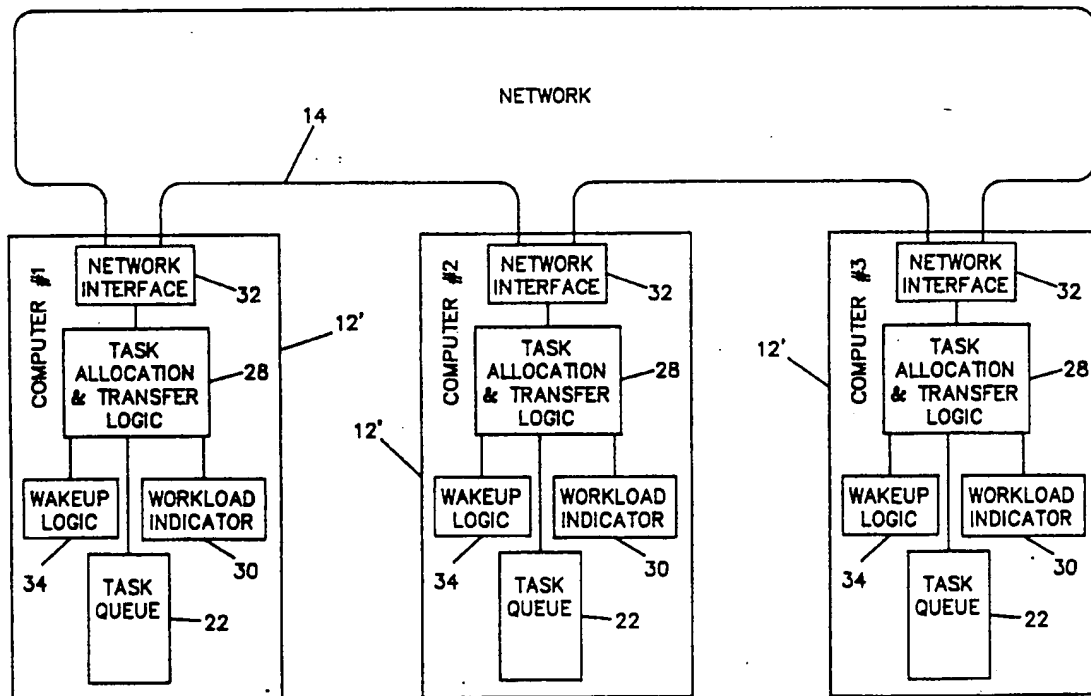 NETWORK
14
COMPUTER #1
NETWORK
INTERFACE
32
12'
TASK
ALLOCATION
& TRANSFER
LOGIC
28
WAKEUP
LOGIC
34
WORKLOAD
INDICATOR
30
TASK
QUEUE
22
COMPUTER #2
NETWORK
INTERFACE
32
12'
TASK
ALLOCATION
& TRANSFER
LOGIC
28
WAKEUP
LOGIC
34
WORKLOAD
INDICATOR
30
TASK
QUEUE
22
COMPUTER #3
NETWORK
INTERFACE
32
12'
TASK
ALLOCATION
& TRANSFER
LOGIC
28
WAKEUP
LOGIC
34
WORKLOAD
INDICATOR
30
TASK
QUEUE
22